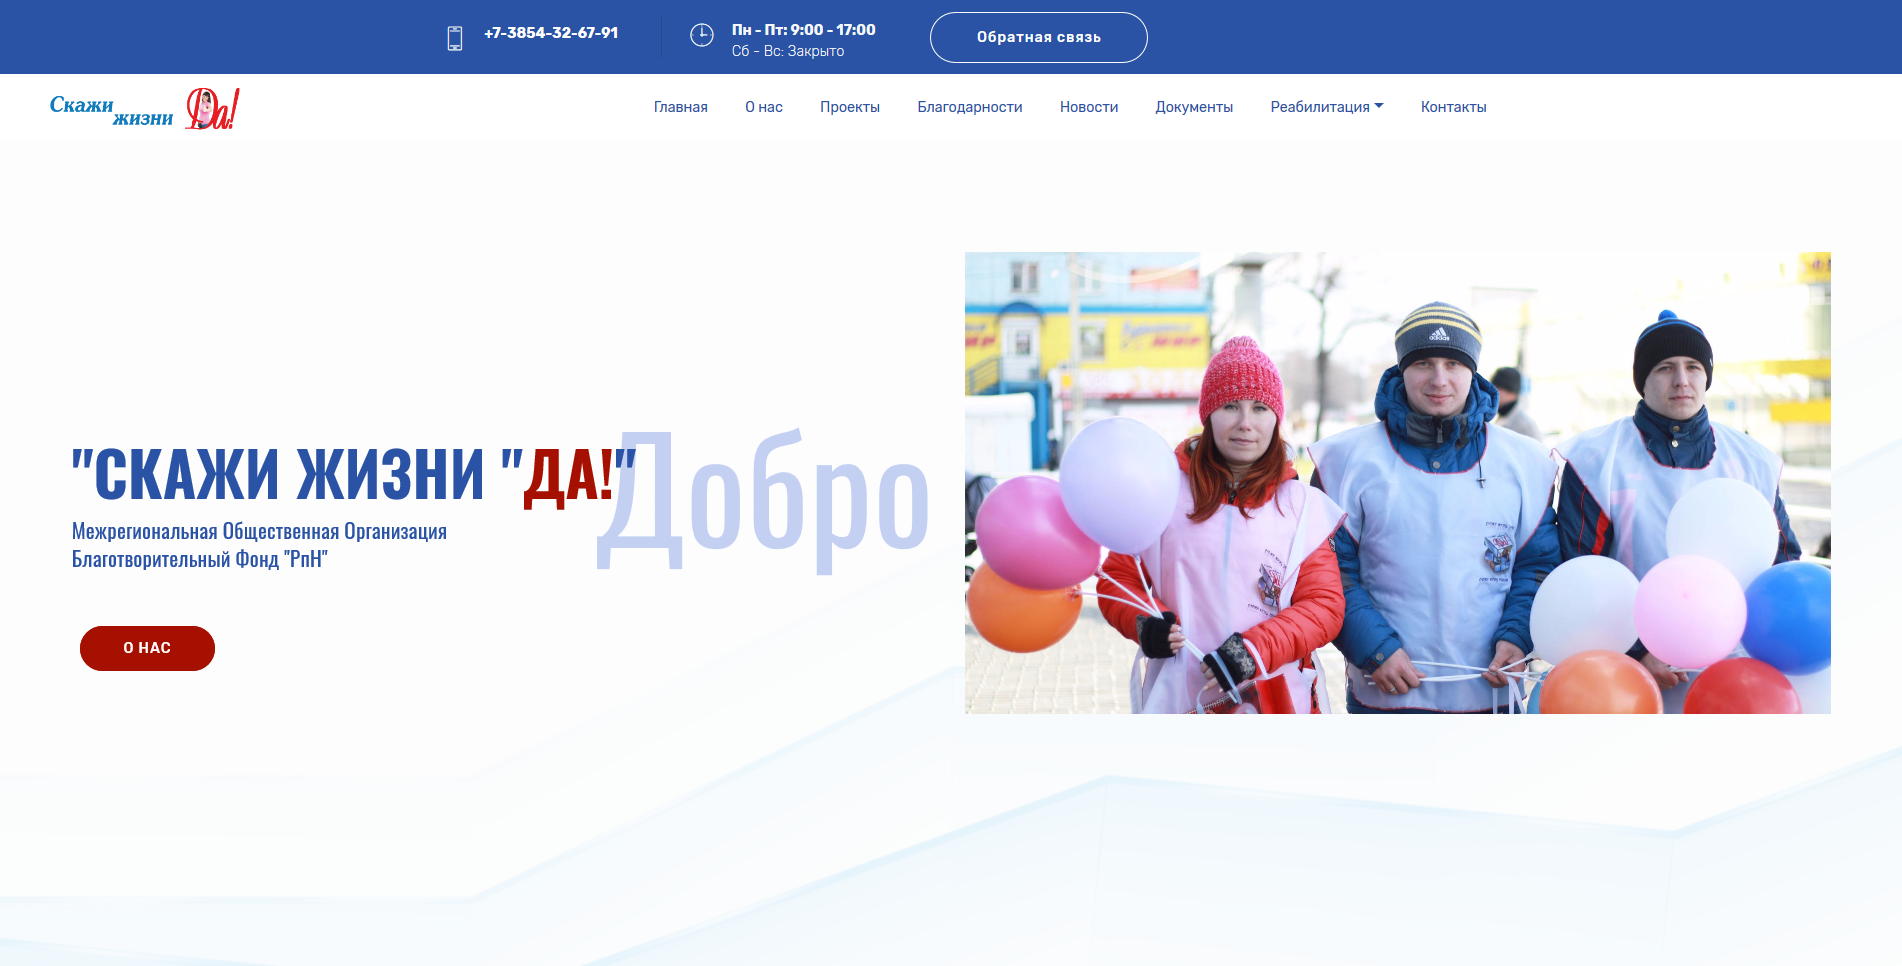 +7-3854-32-67-91
Пн - Пт: 9:00 - 17:00
Сб - Вс: Закрыто
Обратная связь
Скажи
жизни Да!
Главная О нас Проекты Благодарности Новости Документы Реабилитация Контакты
"СКАЖИ ЖИЗНИ "ДА!"
Добро
Межрегиональная Общественная Организация
Благотворительный Фонд "РпН"
О НАС
adidas